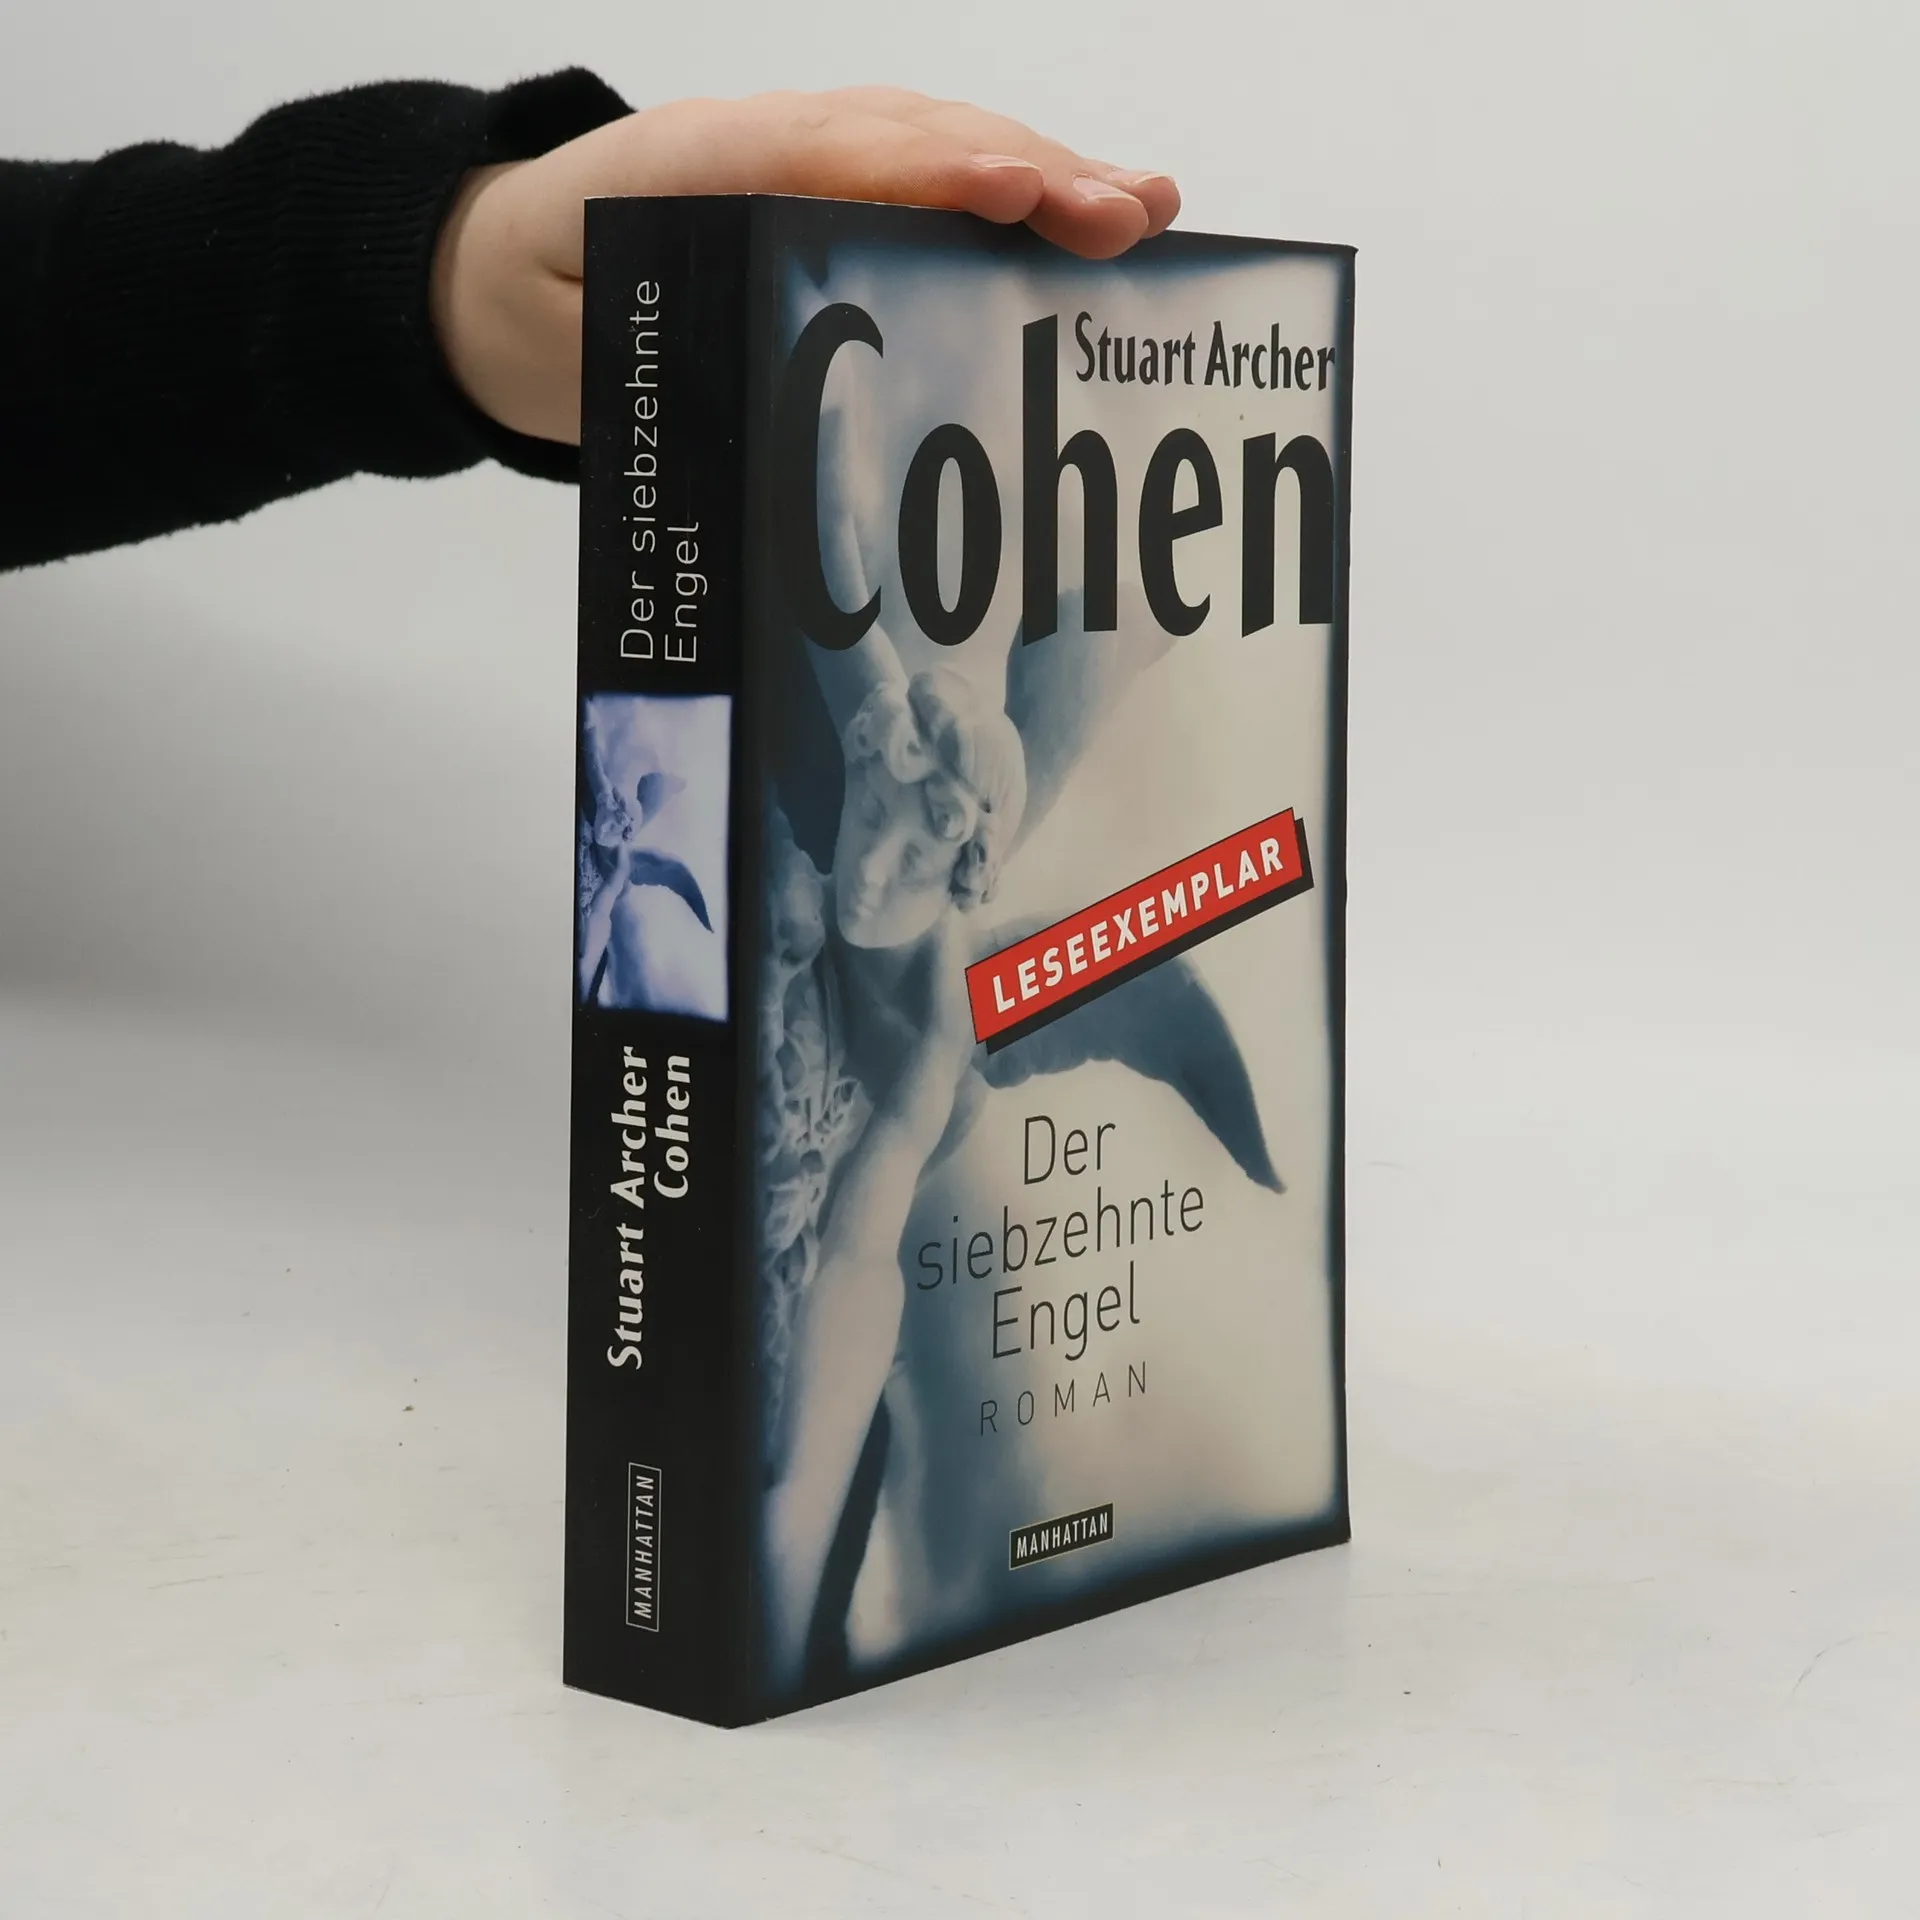 Der siebzehnte
Engel
Stuart Archer
Cohen
MANHATTAN
Stuart Archer
Cohen
LESEEXEMPLAR
Der
siebzehnte
Engel
ROMAN
MANHATTAN